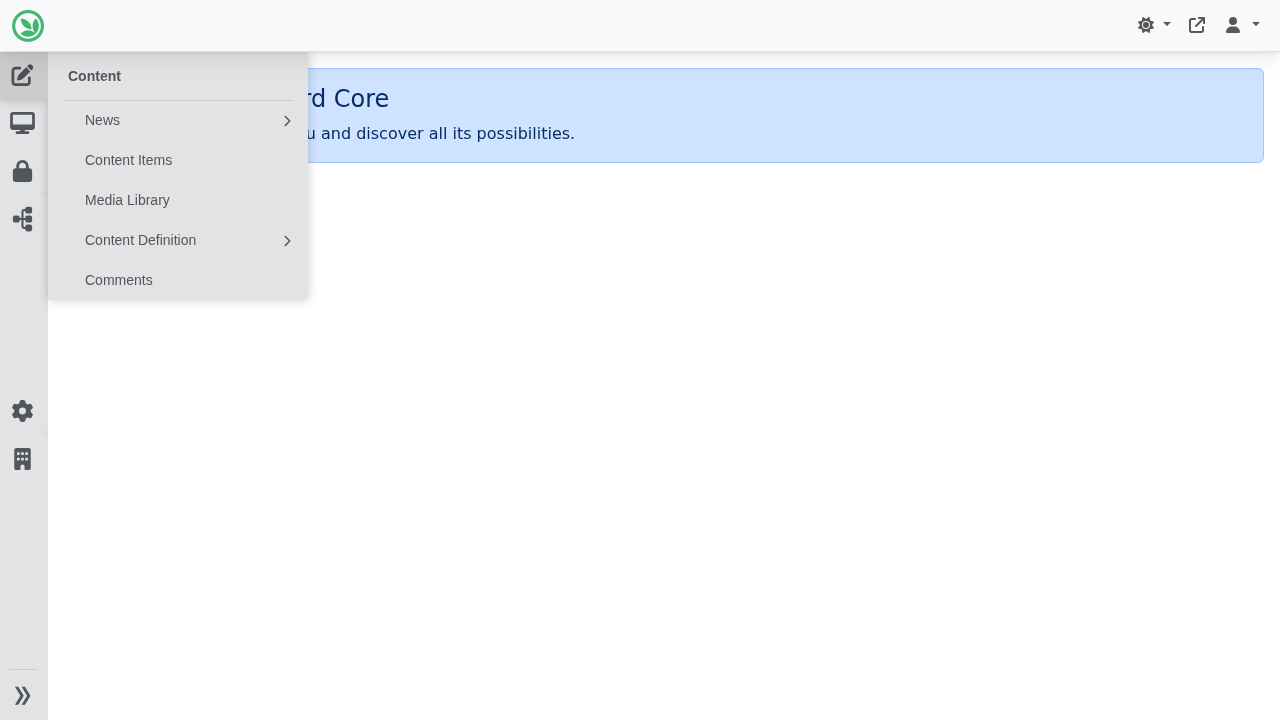 Content
News
Content Items
Media Library
Content Definition
Comments
rd Core
u and discover all its possibilities.